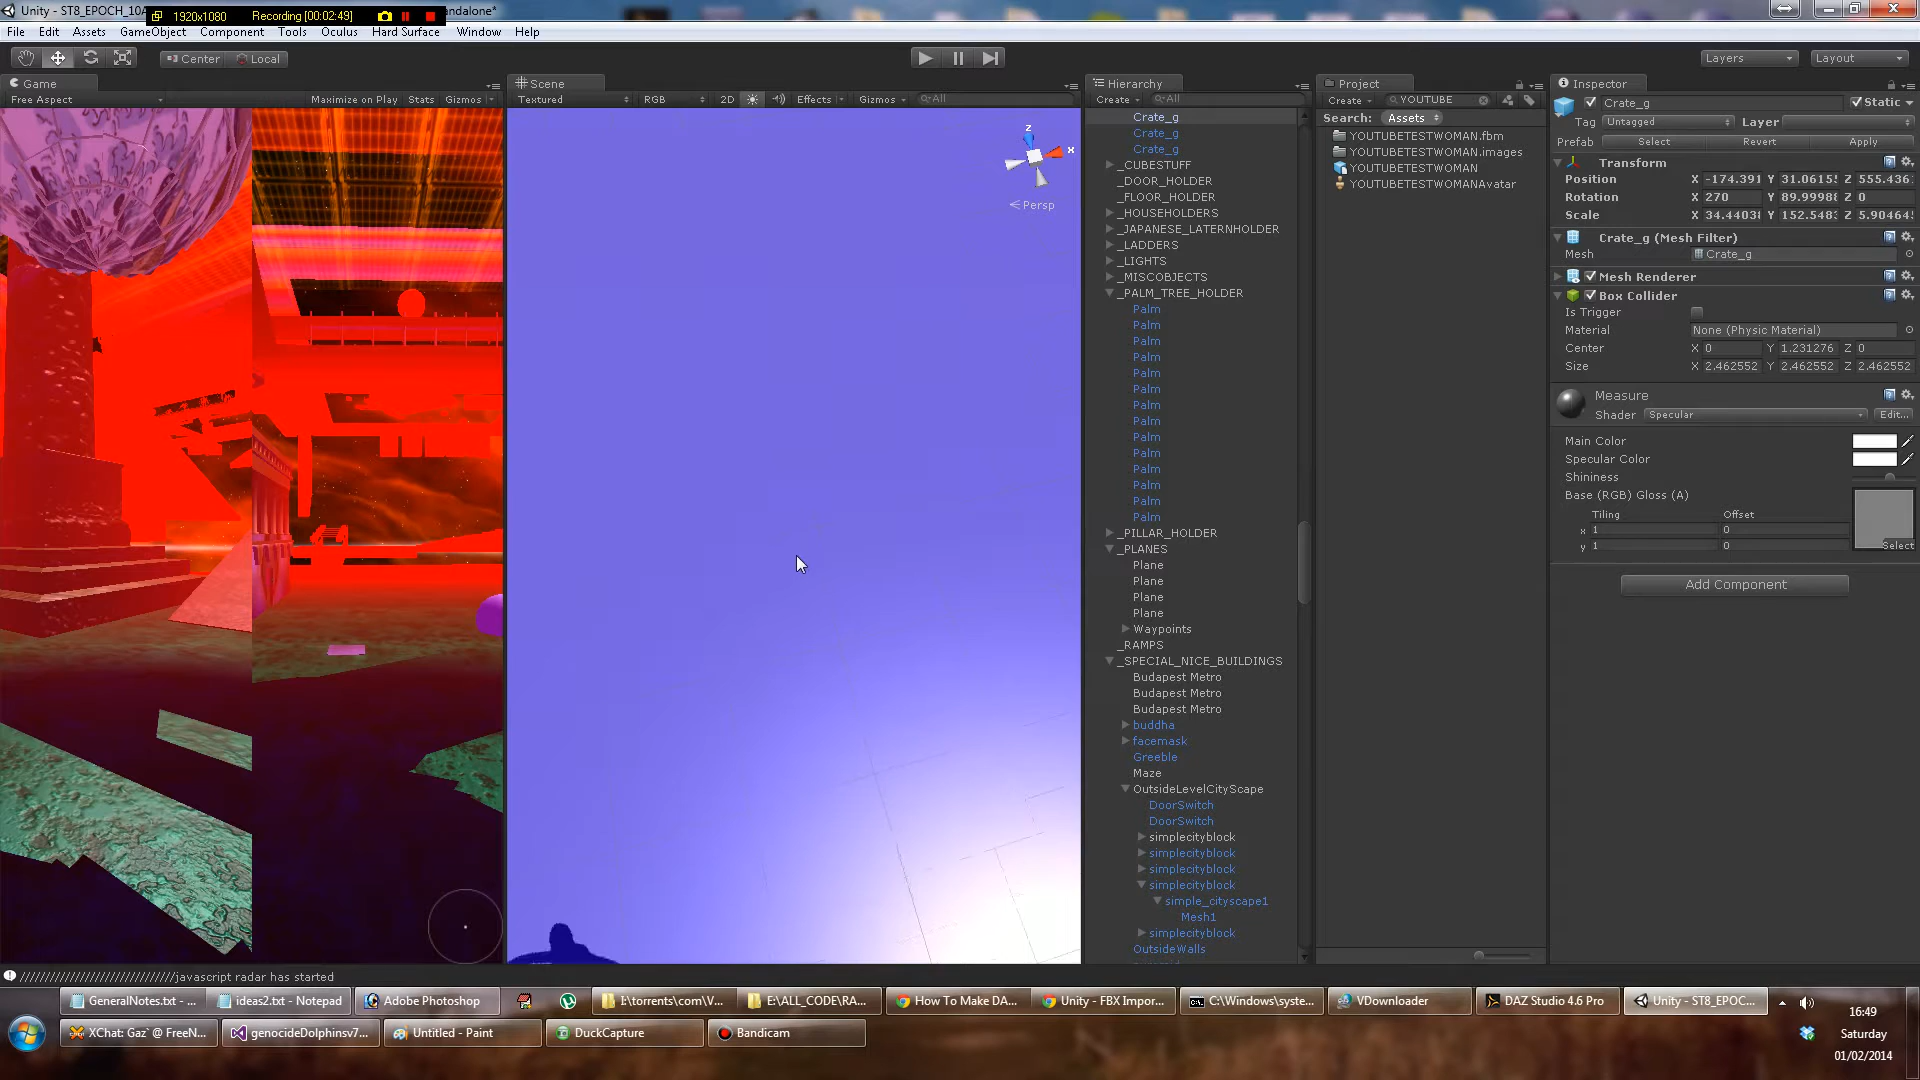 Unity - ST8_EPOCH_10A
1920x1080
Recording [00:02:49]
andalone*
File Edit Assets GameObject Component Tools Oculus Hard Surface Window Help
Center Local
Layers Layout
Game
Free Aspect Maximize on Play Stats Gizmos
Scene
Textured RGB 2D Effects Gizmos All
z
x
Persp
Hierarchy
Create All
Crate_g
Crate_g
Crate_g
_CUBESTUFF
_DOOR_HOLDER
_FLOOR_HOLDER
_HOUSEHOLDERS
_JAPANESE_LATERNHOLDER
_LADDERS
_LIGHTS
_MISCOBJECTS
_PALM_TREE_HOLDER
Palm
Palm
Palm
Palm
Palm
Palm
Palm
Palm
Palm
Palm
Palm
Palm
Palm
Palm
_PILLAR_HOLDER
_PLANES
Plane
Plane
Plane
Plane
Waypoints
_RAMPS
_SPECIAL_NICE_BUILDINGS
Budapest Metro
Budapest Metro
Budapest Metro
buddha
facemask
Greeble
Maze
OutsideLevelCityScape
DoorSwitch
DoorSwitch
simplecityblock
simplecityblock
simplecityblock
simplecityblock
simple_cityscape1
Mesh1
simplecityblock
OutsideWalls
Project
Create YOUTUBE
Search: Assets
YOUTUBETESTWOMAN.fbm
YOUTUBETESTWOMAN.images
YOUTUBETESTWOMAN
YOUTUBETESTWOMANAvatar
Inspector
Crate_g Static
Tag Untagged Layer
Prefab Select Revert Apply
Transform
Position X -174.391 Y 31.0615 Z 555.436
Rotation X 270 Y 89.9998 Z 0
Scale X 34.4403 Y 152.548 Z 5.9046
Crate_g (Mesh Filter)
Mesh Crate_g
Mesh Renderer
Box Collider
Is Trigger
Material None (Physic Material)
Center X 0 Y 1.231276 Z 0
Size X 2.462552 Y 2.462552 Z 2.462552
Measure
Shader Specular Edit...
Main Color
Specular Color
Shininess
Base (RGB) Gloss (A)
Tiling Offset
x 1 0
y 1 0
Select
Add Component
///////////////////////////////javascript radar has started
GeneralNotes.txt - ... ideas2.txt - Notepad Adobe Photoshop I:\torrents\com\V... E:\ALL_CODE\RA... How To Make DA... Unity - FBX Impor... C:\Windows\syste... VDownloader DAZ Studio 4.6 Pro Unity - ST8_EPOC...
XChat: Gaz` @ FreeN... genocideDolphinsv7... Untitled - Paint DuckCapture Bandicam
16:49
Saturday
01/02/2014